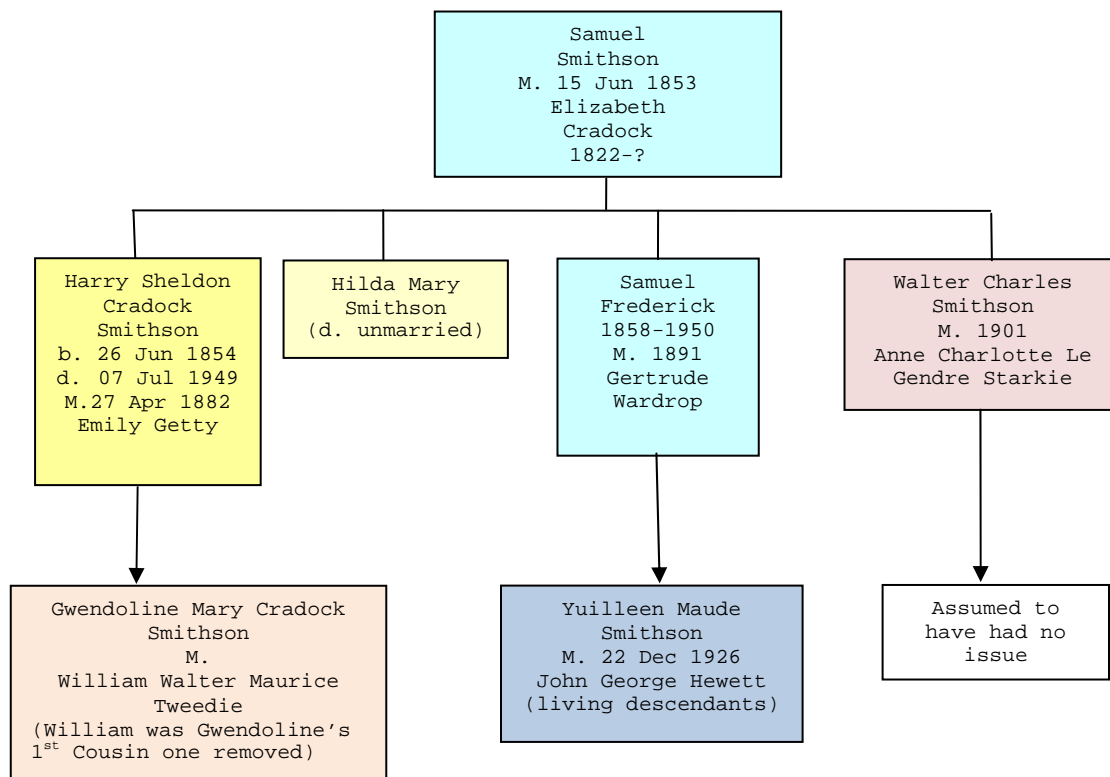 Samuel
Smithson
M. 15 Jun 1853
Elizabeth
Cradock
1822-?
Harry Sheldon
Cradock
Smithson
b. 26 Jun 1854
d. 07 Jul 1949
M.27 Apr 1882
Emily Getty
Hilda Mary
Smithson
(d. unmarried)
Samuel
Frederick
1858-1950
M. 1891
Gertrude
Wardrop
Walter Charles
Smithson
M. 1901
Anne Charlotte Le
Gendre Starkie
Gwendoline Mary Cradock
Smithson
M.
William Walter Maurice
Tweedie
(William was Gwendoline’s
1st Cousin one removed)
Yuilleen Maude
Smithson
M. 22 Dec 1926
John George Hewett
(living descendants)
Assumed to
have had no
issue